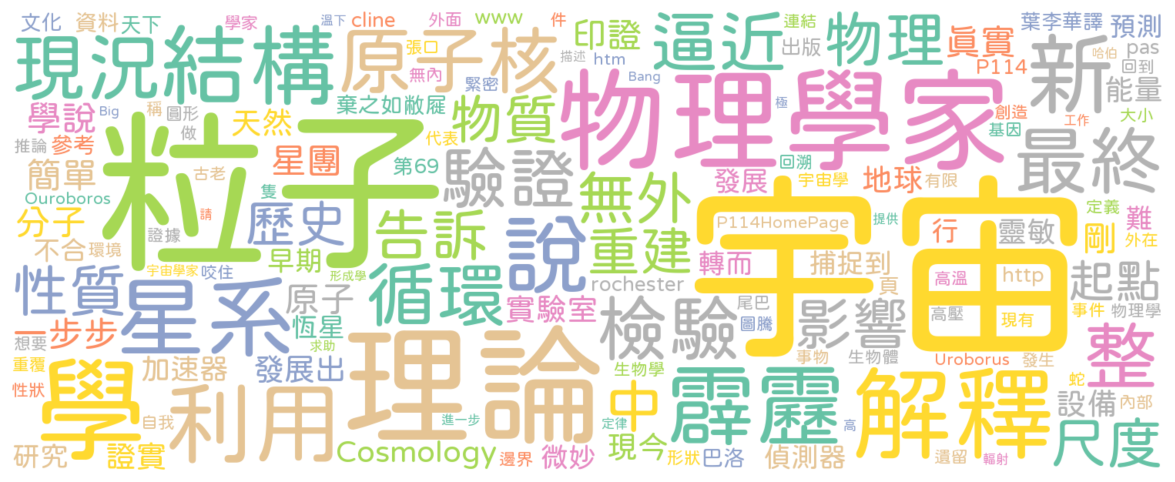 文化 資料 天下 學家 溫下 cline 外面 www 件 印證 逼近 連結 出版 物理 眞實 葉李華譯 預測
現況 結構 原子核 張口 無內 緊密 htm 描述 Bang P114 新 哈伯 pas 回到 能量
學說 Big 稱 圓形 做 天然 棄之如敝屣 代表 物質 物理學家 極 創造 基因 工作 大小
推論 參考 簡單 古老 星團 第69 驗證 無外 回溯 發展 宇宙學 地球 有限 最終
Ouroboros 粒子 隻 請 歷史 告訴 說 重建 P114HomePage 宇宙 提供 定義 難
分子 證據 不合 環境 早期 循環 rochester 轉而 捕捉到 頁 行 靈敏 剛 外在
性質 宇宙學家 咬住 星系 形成學 原子 恆星 實驗室 檢驗 尾巴 圖騰 影響 高溫 高壓 http 現有 起點 事件 物理學
一步步 想要 重覆 性狀 求助 加速器 發展出 理論 生物學 事物 生物體 Uroborus 發生 整 蛇
學 自我 利用 進一步 中 定律 霹靂 高 解釋 設備 內部
研究 證實 Cosmology 邊界 微妙 現今 形狀 巴洛 偵測器 遺留 輻射 尺度